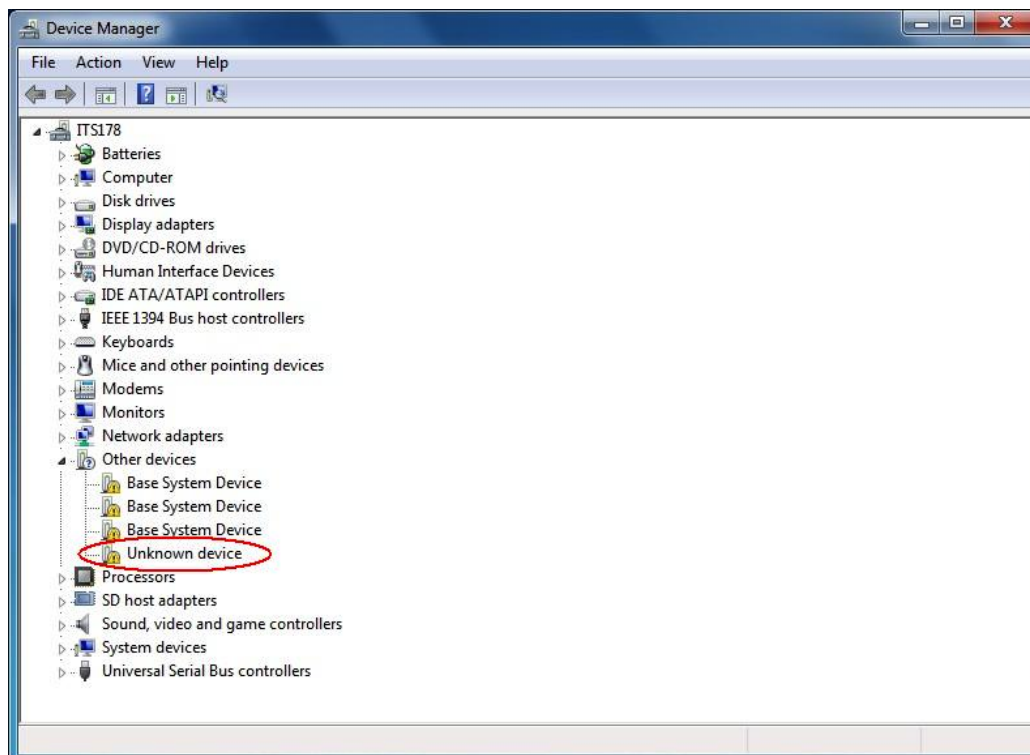 Device Manager
File Action View Help
ITS178
Batteries
Computer
Disk drives
Display adapters
DVD/CD-ROM drives
Human Interface Devices
IDE ATA/ATAPI controllers
IEEE 1394 Bus host controllers
Keyboards
Mice and other pointing devices
Modems
Monitors
Network adapters
Other devices
Base System Device
Base System Device
Base System Device
Unknown device
Processors
SD host adapters
Sound, video and game controllers
System devices
Universal Serial Bus controllers